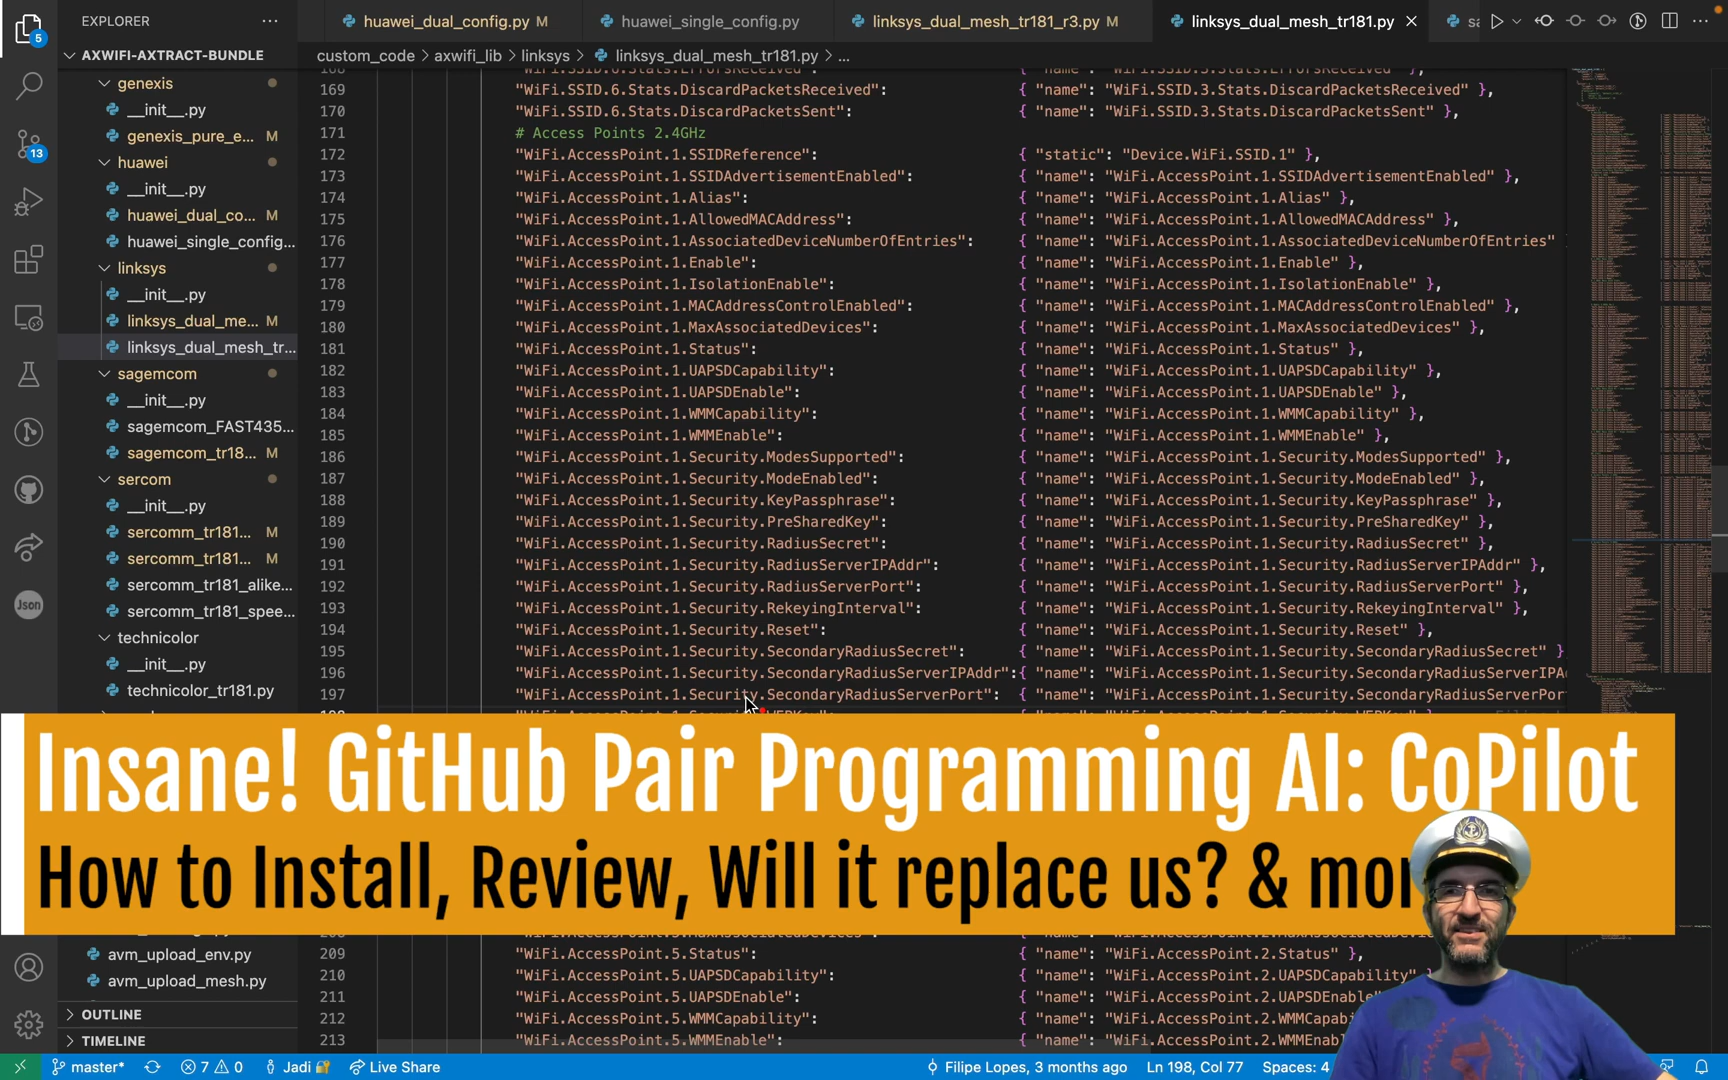 EXPLORER
huawei_dual_config.py M
huawei_single_config.py
linksys_dual_mesh_tr181_r3.py M
linksys_dual_mesh_tr181.py
AXWIFI-AXTRACT-BUNDLE
custom_code > axwifi_lib > linksys > linksys_dual_mesh_tr181.py > ...
5
13
Json
genexis
__init__.py
genexis_pure_e... M
huawei
__init__.py
huawei_dual_co... M
huawei_single_config...
linksys
__init__.py
linksys_dual_me... M
linksys_dual_mesh_tr...
sagemcom
__init__.py
sagemcom_FAST435...
sagemcom_tr18... M
sercom
__init__.py
sercomm_tr181... M
sercomm_tr181... M
sercomm_tr181_alike...
sercomm_tr181_spee...
technicolor
__init__.py
technicolor_tr181.py
avm_upload_env.py
avm_upload_mesh.py
OUTLINE
TIMELINE
169 "WiFi.SSID.6.Stats.DiscardPacketsReceived": { "name": "WiFi.SSID.3.Stats.DiscardPacketsReceived" },
170 "WiFi.SSID.6.Stats.DiscardPacketsSent": { "name": "WiFi.SSID.3.Stats.DiscardPacketsSent" },
171 # Access Points 2.4GHz
172 "WiFi.AccessPoint.1.SSIDReference": { "static": "Device.WiFi.SSID.1" },
173 "WiFi.AccessPoint.1.SSIDAdvertisementEnabled": { "name": "WiFi.AccessPoint.1.SSIDAdvertisementEnabled" },
174 "WiFi.AccessPoint.1.Alias": { "name": "WiFi.AccessPoint.1.Alias" },
175 "WiFi.AccessPoint.1.AllowedMACAddress": { "name": "WiFi.AccessPoint.1.AllowedMACAddress" },
176 "WiFi.AccessPoint.1.AssociatedDeviceNumberOfEntries": { "name": "WiFi.AccessPoint.1.AssociatedDeviceNumberOfEntries"
177 "WiFi.AccessPoint.1.Enable": { "name": "WiFi.AccessPoint.1.Enable" },
178 "WiFi.AccessPoint.1.IsolationEnable": { "name": "WiFi.AccessPoint.1.IsolationEnable" },
179 "WiFi.AccessPoint.1.MACAddressControlEnabled": { "name": "WiFi.AccessPoint.1.MACAddressControlEnabled" },
180 "WiFi.AccessPoint.1.MaxAssociatedDevices": { "name": "WiFi.AccessPoint.1.MaxAssociatedDevices" },
181 "WiFi.AccessPoint.1.Status": { "name": "WiFi.AccessPoint.1.Status" },
182 "WiFi.AccessPoint.1.UAPSDCapability": { "name": "WiFi.AccessPoint.1.UAPSDCapability" },
183 "WiFi.AccessPoint.1.UAPSDEnable": { "name": "WiFi.AccessPoint.1.UAPSDEnable" },
184 "WiFi.AccessPoint.1.WMMCapability": { "name": "WiFi.AccessPoint.1.WMMCapability" },
185 "WiFi.AccessPoint.1.WMMEnable": { "name": "WiFi.AccessPoint.1.WMMEnable" },
186 "WiFi.AccessPoint.1.Security.ModesSupported": { "name": "WiFi.AccessPoint.1.Security.ModesSupported" },
187 "WiFi.AccessPoint.1.Security.ModeEnabled": { "name": "WiFi.AccessPoint.1.Security.ModeEnabled" },
188 "WiFi.AccessPoint.1.Security.KeyPassphrase": { "name": "WiFi.AccessPoint.1.Security.KeyPassphrase" },
189 "WiFi.AccessPoint.1.Security.PreSharedKey": { "name": "WiFi.AccessPoint.1.Security.PreSharedKey" },
190 "WiFi.AccessPoint.1.Security.RadiusSecret": { "name": "WiFi.AccessPoint.1.Security.RadiusSecret" },
191 "WiFi.AccessPoint.1.Security.RadiusServerIPAddr": { "name": "WiFi.AccessPoint.1.Security.RadiusServerIPAddr" },
192 "WiFi.AccessPoint.1.Security.RadiusServerPort": { "name": "WiFi.AccessPoint.1.Security.RadiusServerPort" },
193 "WiFi.AccessPoint.1.Security.RekeyingInterval": { "name": "WiFi.AccessPoint.1.Security.RekeyingInterval" },
194 "WiFi.AccessPoint.1.Security.Reset": { "name": "WiFi.AccessPoint.1.Security.Reset" },
195 "WiFi.AccessPoint.1.Security.SecondaryRadiusSecret": { "name": "WiFi.AccessPoint.1.Security.SecondaryRadiusSecret" }
196 "WiFi.AccessPoint.1.Security.SecondaryRadiusServerIPAddr":{ "name": "WiFi.AccessPoint.1.Security.SecondaryRadiusServerIPA
197 "WiFi.AccessPoint.1.Security.SecondaryRadiusServerPort": { "name": "WiFi.AccessPoint.1.Security.SecondaryRadiusServerPor
Insane! GitHub Pair Programming AI: CoPilot
How to Install, Review, Will it replace us? & mor
209 "WiFi.AccessPoint.5.Status": { "name": "WiFi.AccessPoint.2.Status" },
210 "WiFi.AccessPoint.5.UAPSDCapability": { "name": "WiFi.AccessPoint.2.UAPSDCapability"
211 "WiFi.AccessPoint.5.UAPSDEnable": { "name": "WiFi.AccessPoint.2.UAPSDEnable"
212 "WiFi.AccessPoint.5.WMMCapability": { "name": "WiFi.AccessPoint.2.WMMCapabi
213 "WiFi.AccessPoint.5.WMMEnable": { "name": "WiFi.AccessPoint.2.WMMEnable
master* 7 0 Jadi Live Share Filipe Lopes, 3 months ago Ln 198, Col 77 Spaces: 4